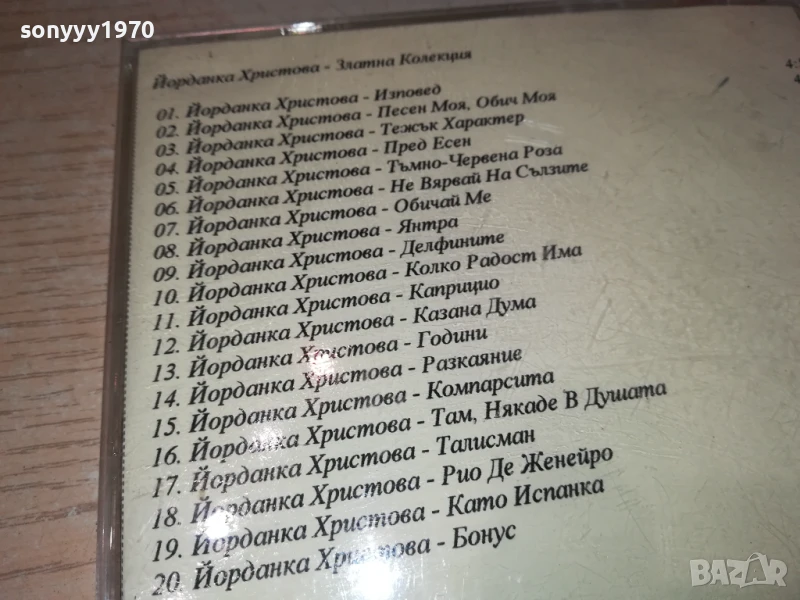 sonyyy1970
Йорданка Христова - Златна Колекция
01. Йорданка Христова - Изповед
02. Йорданка Христова - Песен Моя, Обич Моя
03. Йорданка Христова - Тежък Характер
04. Йорданка Христова - Пред Есен
05. Йорданка Христова - Тъмно-Червена Роза
06. Йорданка Христова - Не Вярвай На Сълзите
07. Йорданка Христова - Обичай Ме
08. Йорданка Христова - Янтра
09. Йорданка Христова - Делфините
10. Йорданка Христова - Колко Радост Има
11. Йорданка Христова - Каприцио
12. Йорданка Христова - Казана Дума
13. Йорданка Христова - Години
14. Йорданка Христова - Разкаяние
15. Йорданка Христова - Компарсита
16. Йорданка Христова - Там, Някаде В Душата
17. Йорданка Христова - Талисман
18. Йорданка Христова - Рио Де Женейро
19. Йорданка Христова - Като Испанка
20. Йорданка Христова - Бонус
BAZAR